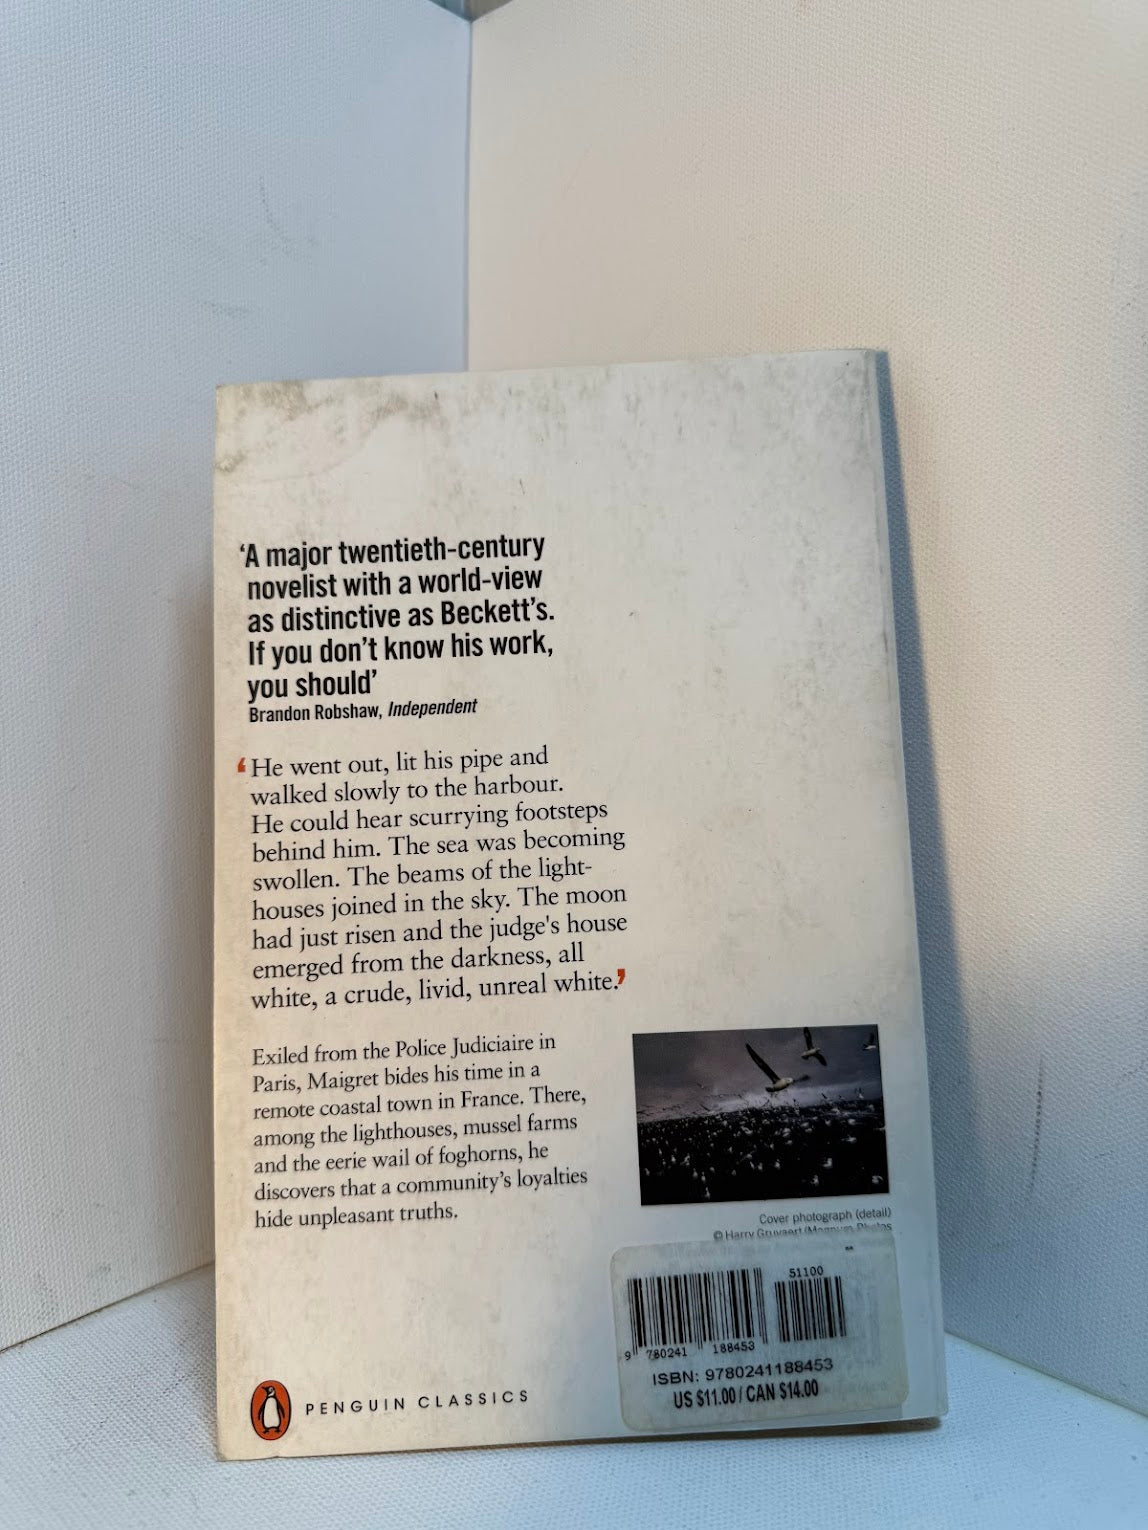 ‘A major twentieth-century
novelist with a world-view
as distinctive as Beckett’s.
If you don’t know his work,
you should’
Brandon Robshaw, Independent
‘He went out, lit his pipe and
walked slowly to the harbour.
He could hear scurrying footsteps
behind him. The sea was becoming
swollen. The beams of the light-
houses joined in the sky. The moon
had just risen and the judge's house
emerged from the darkness, all
white, a crude, livid, unreal white.’
Exiled from the Police Judiciaire in
Paris, Maigret bides his time in a
remote coastal town in France. There,
among the lighthouses, mussel farms
and the eerie wail of foghorns, he
discovers that a community’s loyalties
hide unpleasant truths.
Cover photograph (detail)
© Harry Gruyaert/Magnum Photos
51100
9 780241 188453
ISBN: 9780241188453
US $11.00 / CAN $14.00
PENGUIN CLASSICS